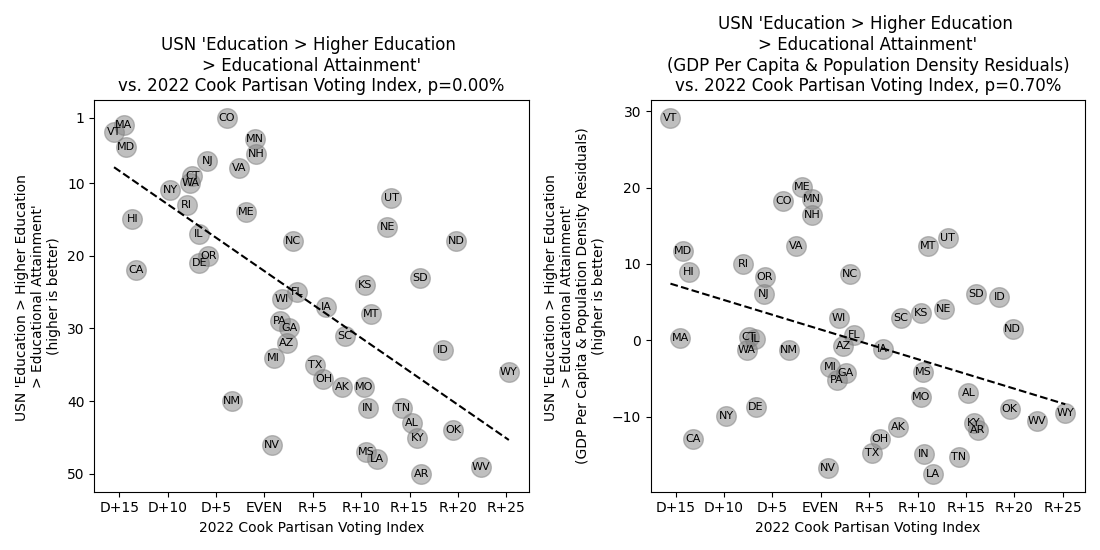 USN 'Education > Higher Education
> Educational Attainment'
vs. 2022 Cook Partisan Voting Index, p=0.00%
USN 'Education > Higher Education
> Educational Attainment'
(higher is better)
1
10
20
30
40
50
MA
VT
MD
CO
MN
NH
NJ
VA
CT
WA
NY
RI
UT
HI
ME
NE
IL
NC
ND
OR
DE
CA
SD
KS
FL
WI
IA
MT
PA
GA
SC
AZ
ID
MI
TX
WY
OH
AK
MO
NM
IN
TN
AL
OK
KY
NV
MS
LA
WV
AR
D+15
D+10
D+5
EVEN
R+5
R+10
R+15
R+20
R+25
2022 Cook Partisan Voting Index
USN 'Education > Higher Education
> Educational Attainment'
(GDP Per Capita & Population Density Residuals)
vs. 2022 Cook Partisan Voting Index, p=0.70%
USN 'Education > Higher Education
> Educational Attainment'
(GDP Per Capita & Population Density Residuals)
(higher is better)
30
20
10
0
−10
VT
ME
CO
MN
NH
UT
VA
MT
MD
RI
HI
NC
OR
NJ
SD
ID
NE
KS
WI
SC
ND
FL
MA
CT
IL
AZ
WA
NM
IA
MI
GA
MS
PA
AL
MO
DE
OK
WY
NY
WV
KY
AK
AR
CA
OH
TX
IN
TN
NV
LA
D+15
D+10
D+5
EVEN
R+5
R+10
R+15
R+20
R+25
2022 Cook Partisan Voting Index